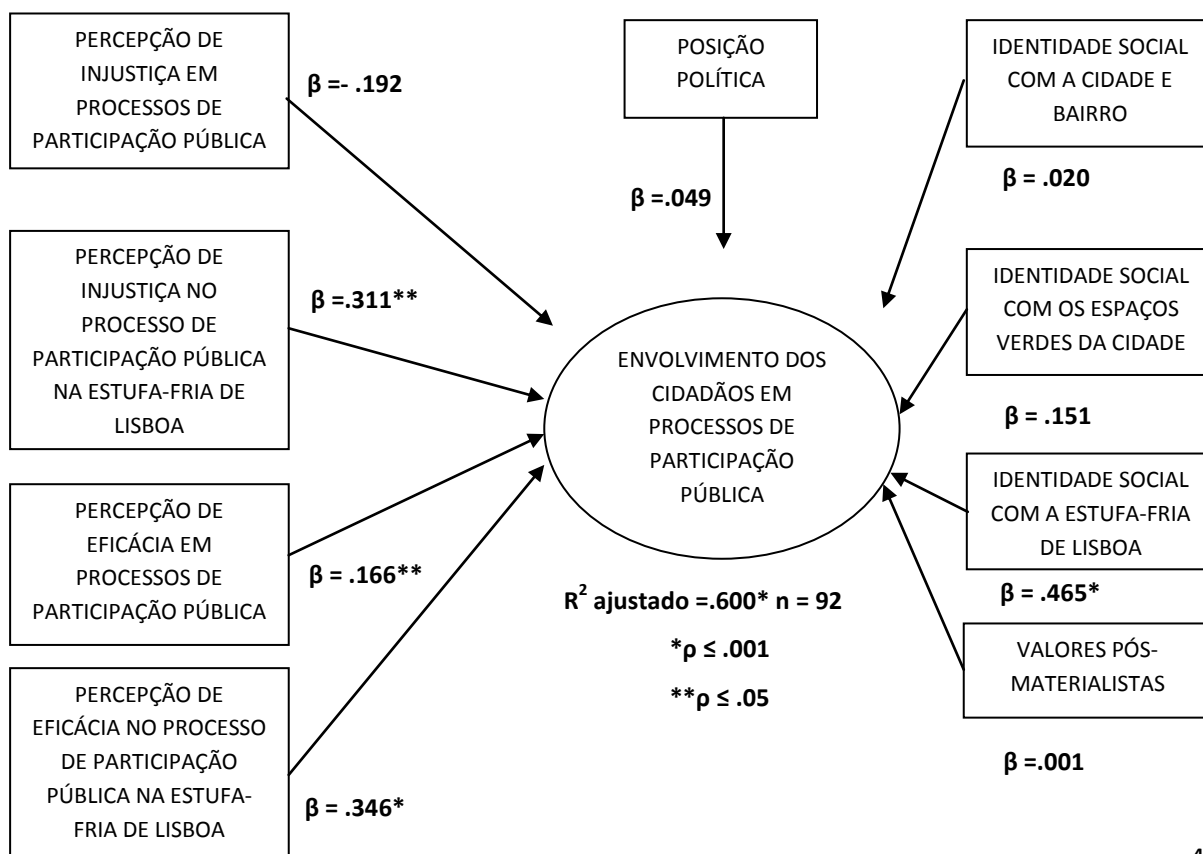 PERCEPÇÃO DE
INJUSTIÇA EM
PROCESSOS DE
PARTICIPAÇÃO PÚBLICA
β =- .192
PERCEPÇÃO DE
INJUSTIÇA NO
PROCESSO DE
PARTICIPAÇÃO PÚBLICA
NA ESTUFA-FRIA DE
LISBOA
β =.311**
PERCEPÇÃO DE
EFICÁCIA EM
PROCESSOS DE
PARTICIPAÇÃO PÚBLICA
β = .166**
PERCEPÇÃO DE
EFICÁCIA NO PROCESSO
DE PARTICIPAÇÃO
PÚBLICA NA ESTUFA-
FRIA DE LISBOA
β = .346*
POSIÇÃO
POLÍTICA
β =.049
ENVOLVIMENTO DOS
CIDADÃOS EM
PROCESSOS DE
PARTICIPAÇÃO
PÚBLICA
R² ajustado =.600* n = 92
*ρ ≤ .001
**ρ ≤ .05
IDENTIDADE SOCIAL
COM A CIDADE E
BAIRRO
β = .020
IDENTIDADE SOCIAL
COM OS ESPAÇOS
VERDES DA CIDADE
β = .151
IDENTIDADE SOCIAL
COM A ESTUFA-FRIA
DE LISBOA
β = .465*
VALORES PÓS-
MATERIALISTAS
β =.001